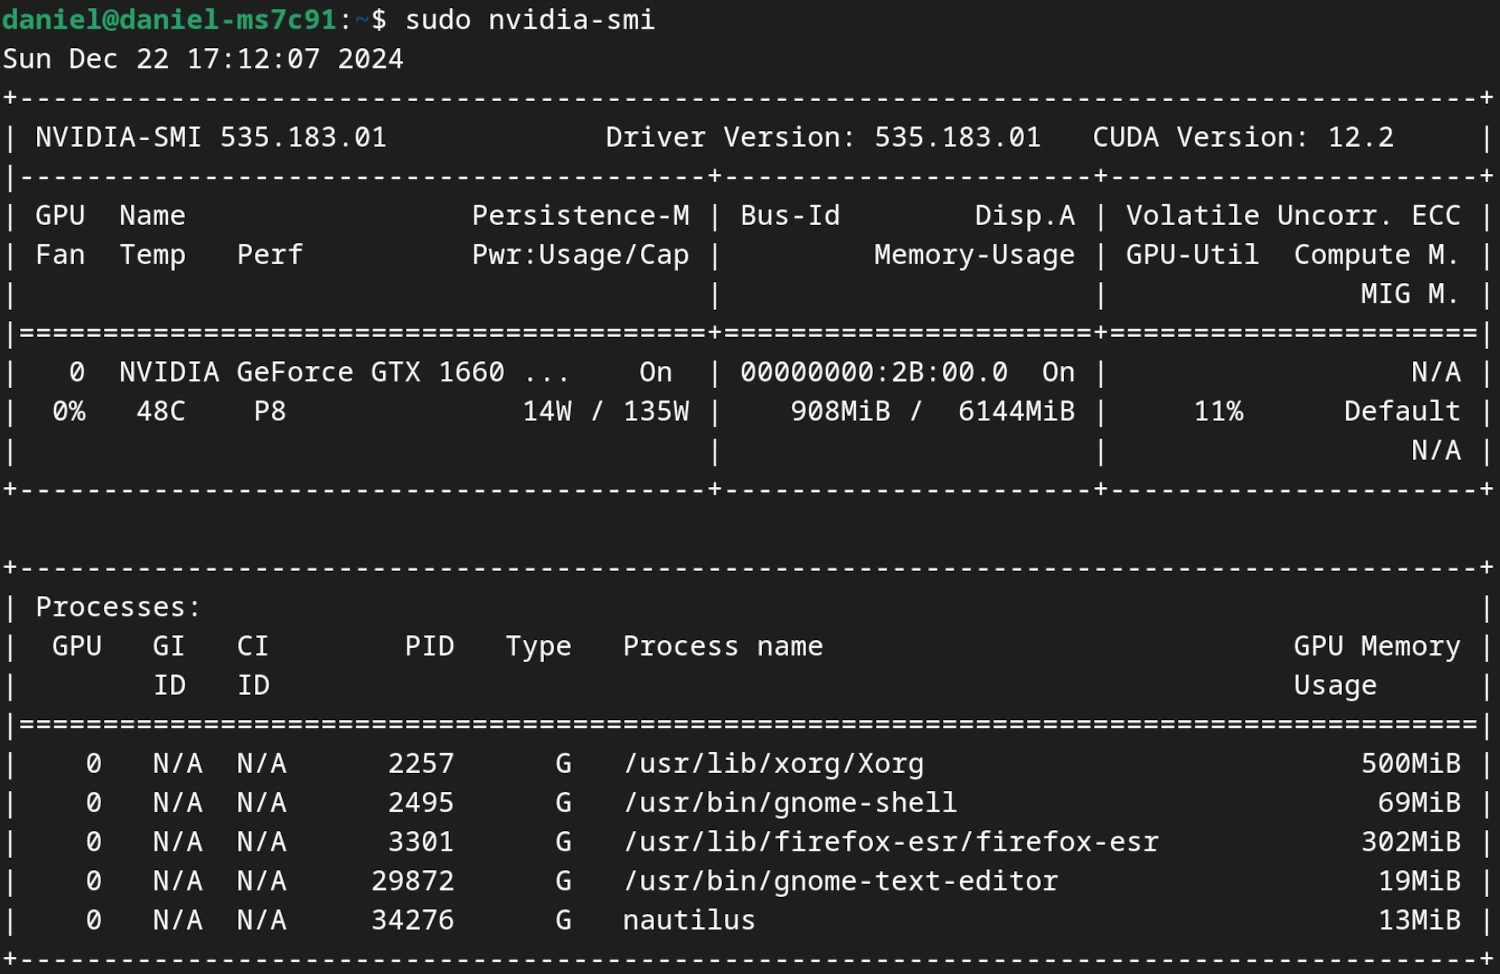 daniel@daniel-ms7c91:~$ sudo nvidia-smi
Sun Dec 22 17:12:07 2024
+---------------------------------------------------------------------------------------+
| NVIDIA-SMI 535.183.01             Driver Version: 535.183.01   CUDA Version: 12.2     |
|-----------------------------------------+----------------------+----------------------+
| GPU  Name                 Persistence-M | Bus-Id        Disp.A | Volatile Uncorr. ECC |
| Fan  Temp   Perf          Pwr:Usage/Cap |         Memory-Usage | GPU-Util  Compute M. |
|                                         |                      |               MIG M. |
|=========================================+======================+======================|
|   0  NVIDIA GeForce GTX 1660 ...    On  | 00000000:2B:00.0  On |                  N/A |
|  0%   48C    P8              14W / 135W |    908MiB /  6144MiB |     11%      Default |
|                                         |                      |                  N/A |
+-----------------------------------------+----------------------+----------------------+
+---------------------------------------------------------------------------------------+
| Processes:                                                                            |
|  GPU   GI   CI        PID   Type   Process name                            GPU Memory |
|        ID   ID                                                             Usage      |
|=======================================================================================|
|    0   N/A  N/A      2257      G   /usr/lib/xorg/Xorg                          500MiB |
|    0   N/A  N/A      2495      G   /usr/bin/gnome-shell                         69MiB |
|    0   N/A  N/A      3301      G   /usr/lib/firefox-esr/firefox-esr            302MiB |
|    0   N/A  N/A     29872      G   /usr/bin/gnome-text-editor                   19MiB |
|    0   N/A  N/A     34276      G   nautilus                                     13MiB |
+---------------------------------------------------------------------------------------+